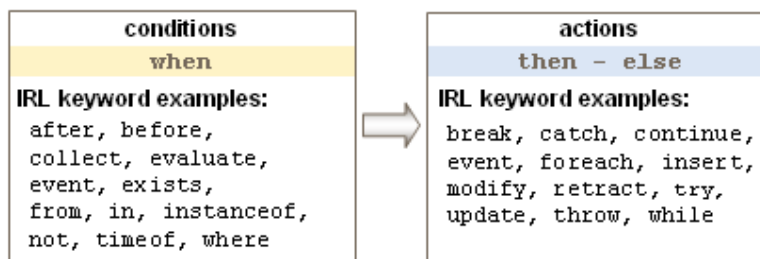 conditions
when
IRL keyword examples:
after, before,
collect, evaluate,
event, exists,
from, in, instanceof,
not, timeof, where
actions
then - else
IRL keyword examples:
break, catch, continue,
event, foreach, insert,
modify, retract, try,
update, throw, while